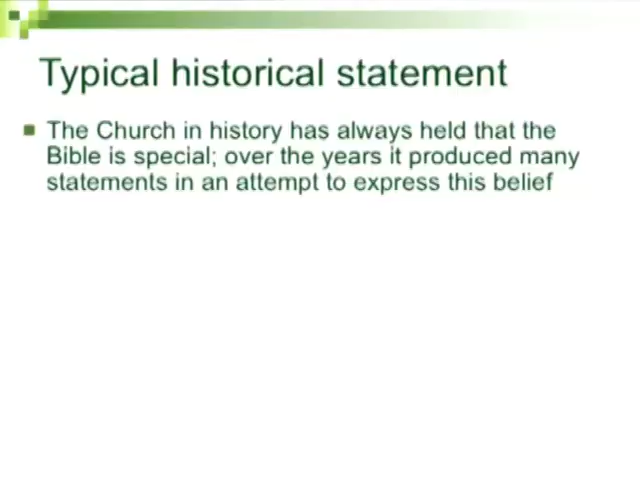 Typical historical statement
The Church in history has always held that the
Bible is special; over the years it produced many
statements in an attempt to express this belief